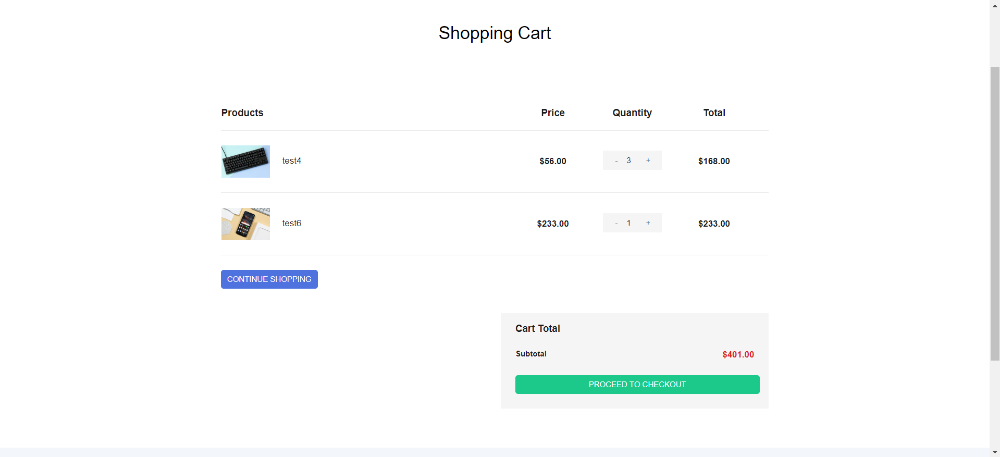 Shopping Cart
Products Price Quantity Total
test4 $56.00 - 3 + $168.00
test6 $233.00 - 1 + $233.00
CONTINUE SHOPPING
Cart Total
Subtotal $401.00
PROCEED TO CHECKOUT